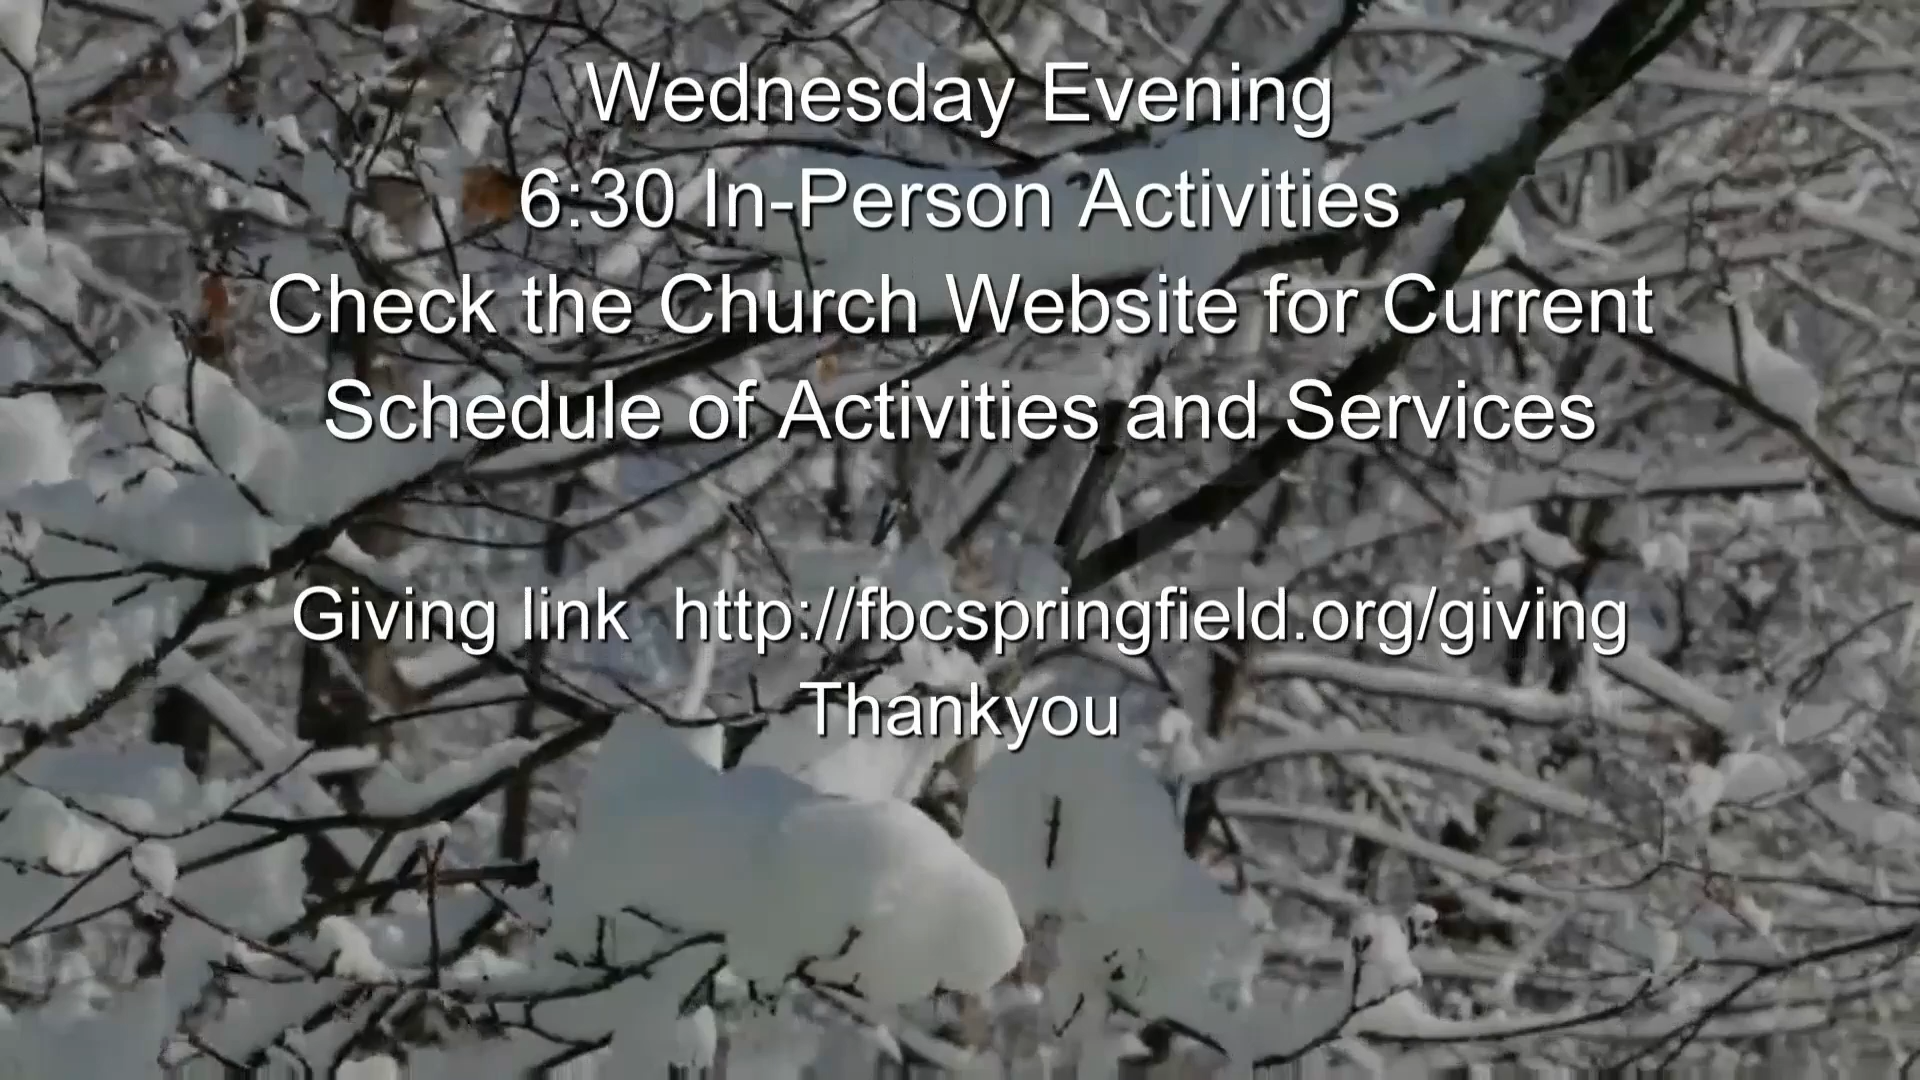 Wednesday Evening
6:30 In-Person Activities
Check the Church Website for Current
Schedule of Activities and Services
Giving link  http://fbcspringfield.org/giving
Thankyou